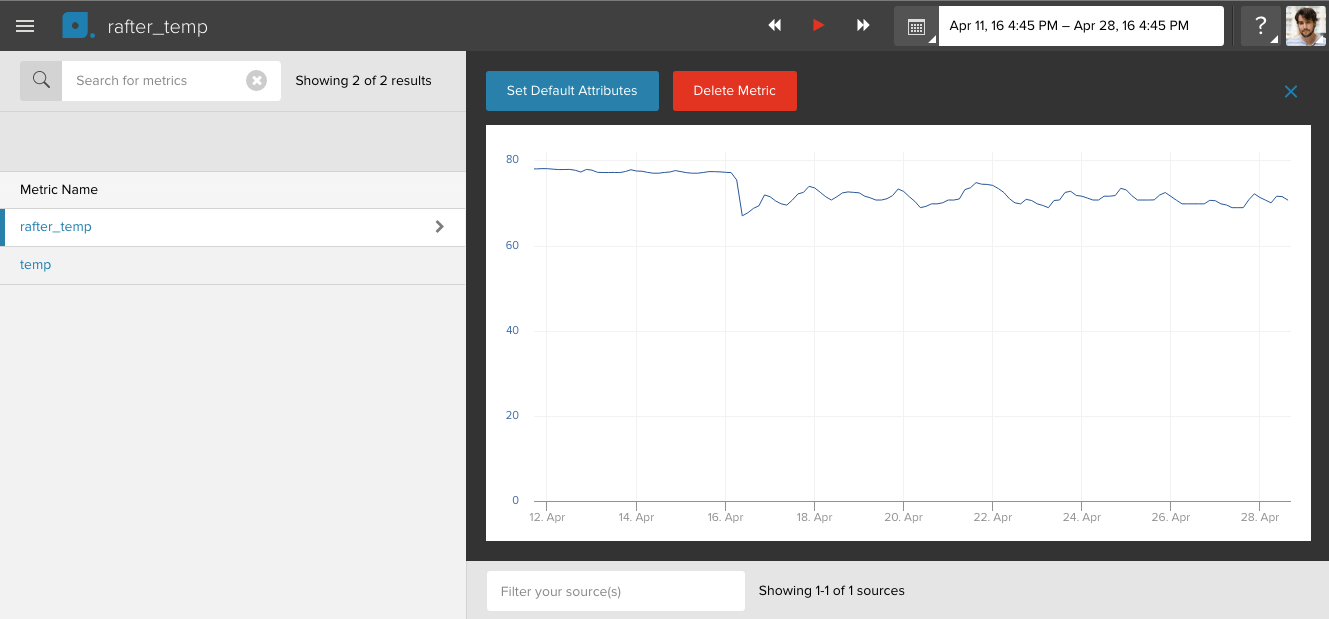 rafter_temp
Apr 11, 16 4:45 PM – Apr 28, 16 4:45 PM
?
Search for metrics
Showing 2 of 2 results
Set Default Attributes
Delete Metric
Metric Name
rafter_temp
temp
80
60
40
20
0
12. Apr
14. Apr
16. Apr
18. Apr
20. Apr
22. Apr
24. Apr
26. Apr
28. Apr
Filter your source(s)
Showing 1-1 of 1 sources